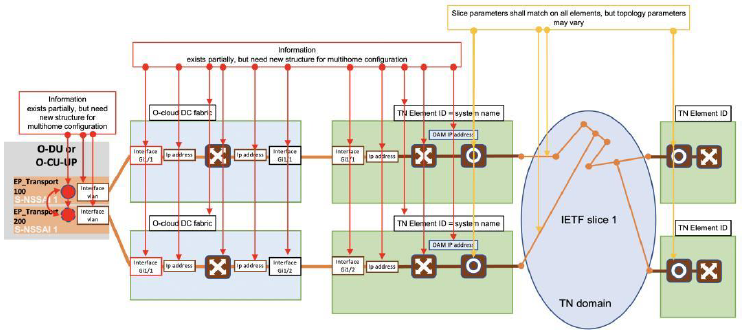 Slice parameters shall match on all elements, but topology parameters
may vary
Information
exists partially, but need new structure for multihome configuration
Information
exists partially, but need
new structure for
multihome configuration
O-cloud DC fabric
TN Element ID = system name
TN Element ID
OAM IP address
O-DU or
O-CU-UP
Interface
Gi1/1
Ip address
Ip address
Interface
Gi1/1
Interface
Gi1/1
Ip address
EP_Transport
100
S-NSSAI 1
Interface
vlan
EP_Transport
200
S-NSSAI 1
Interface
vlan
IETF slice 1
TN domain
O-cloud DC fabric
TN Element ID = system name
TN Element ID
OAM IP address
Interface
Gi1/1
Ip address
Ip address
Interface
Gi1/2
Interface
Gi1/2
Ip address